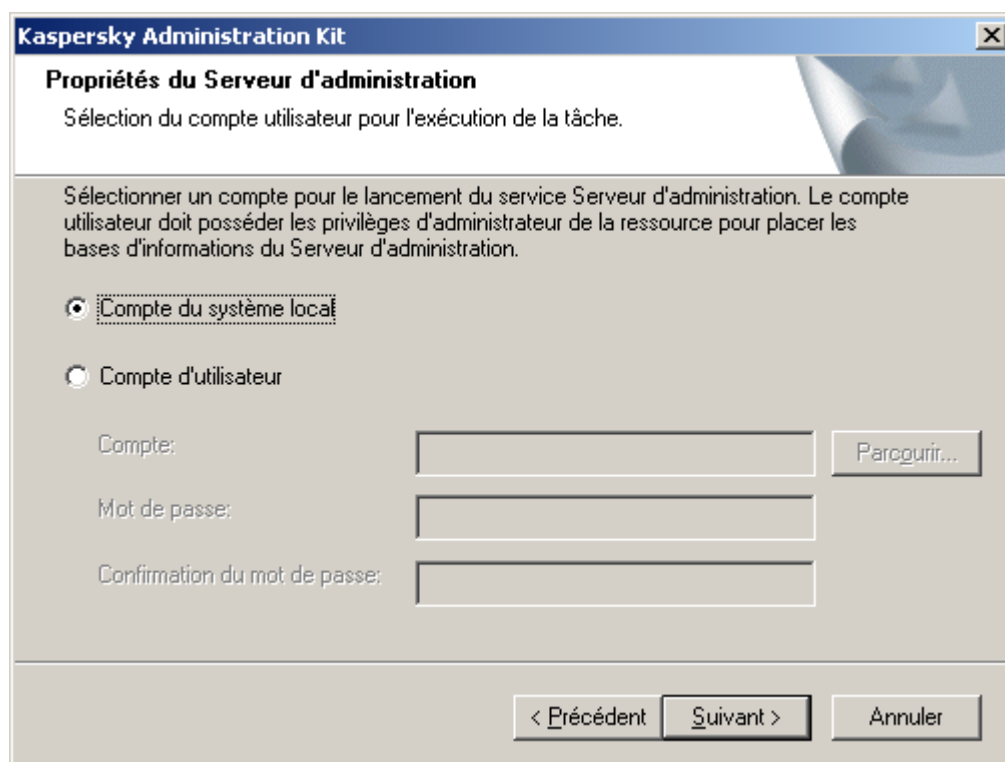 Kaspersky Administration Kit
Propriétés du Serveur d'administration
Sélection du compte utilisateur pour l'exécution de la tâche.
Sélectionner un compte pour le lancement du service Serveur d'administration. Le compte
utilisateur doit posséder les privilèges d'administrateur de la ressource pour placer les
bases d'informations du Serveur d'administration.
Compte du système local
Compte d'utilisateur
Compte:
Parcourir...
Mot de passe:
Confirmation du mot de passe:
< Précédent
Suivant >
Annuler